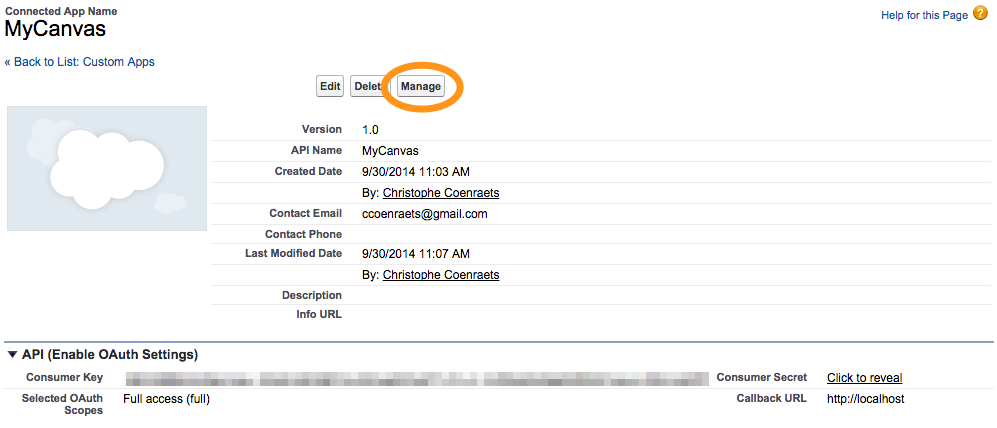 Connected App Name
MyCanvas
Help for this Page ?
« Back to List: Custom Apps
Edit Delet Manage
Version 1.0
API Name MyCanvas
Created Date 9/30/2014 11:03 AM
By: Christophe Coenraets
Contact Email ccoenraets@gmail.com
Contact Phone
Last Modified Date 9/30/2014 11:07 AM
By: Christophe Coenraets
Description
Info URL
API (Enable OAuth Settings)
Consumer Key Consumer Secret Click to reveal
Selected OAuth Full access (full) Callback URL http://localhost
Scopes